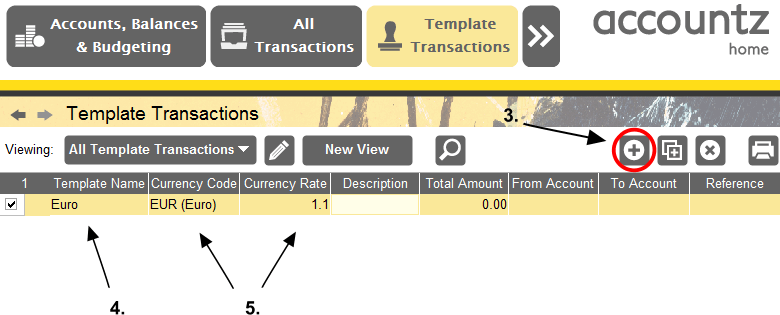 Accounts, Balances
& Budgeting
All
Transactions
Template
Transactions
accountz
home
Template Transactions
3.
Viewing:
All Template Transactions
New View
1 Template Name Currency Code Currency Rate Description Total Amount From Account To Account Reference
Euro EUR (Euro) 1.1 0.00
4.
5.